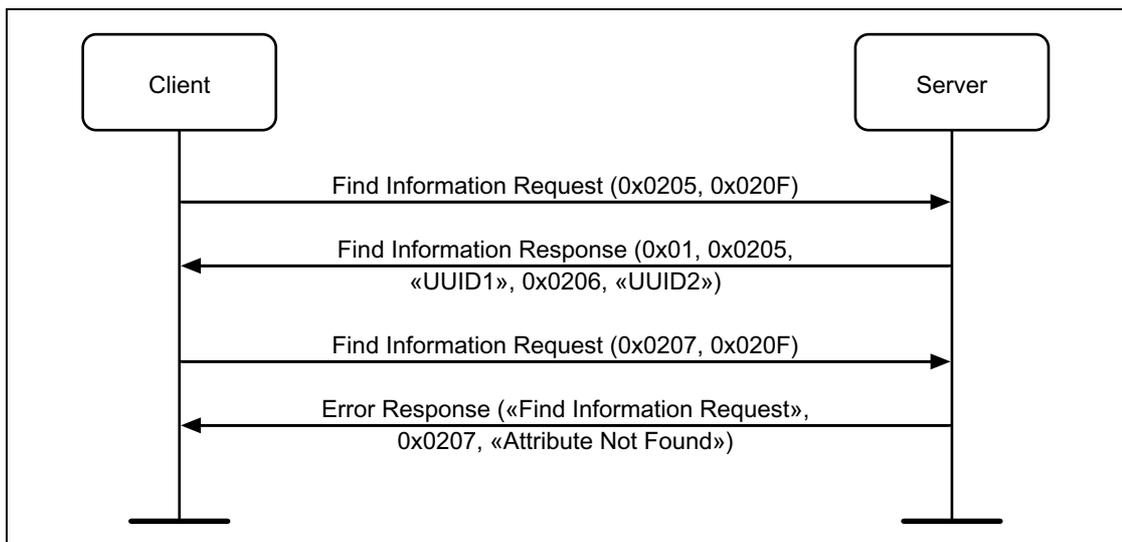 Client
Server
Find Information Request (0x0205, 0x020F)
Find Information Response (0x01, 0x0205,
«UUID1», 0x0206, «UUID2»)
Find Information Request (0x0207, 0x020F)
Error Response («Find Information Request»,
0x0207, «Attribute Not Found»)